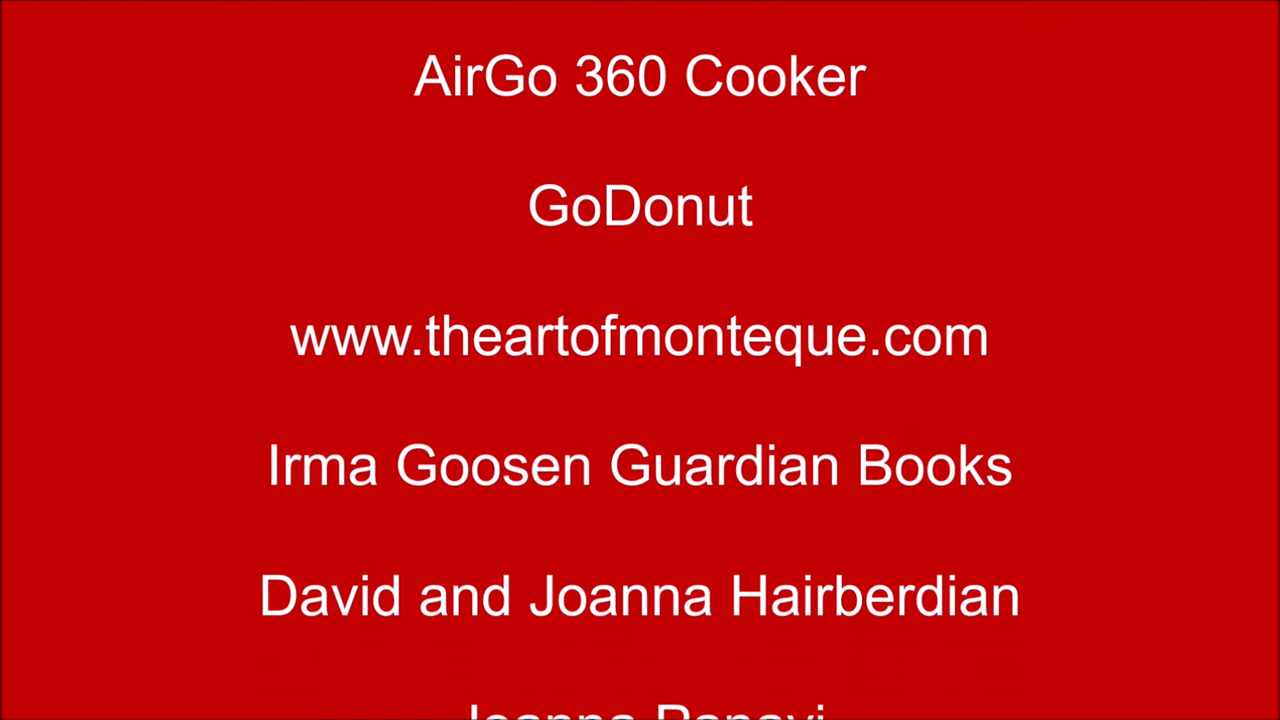 AirGo 360 Cooker
GoDonut
www.theartofmonteque.com
Irma Goosen Guardian Books
David and Joanna Hairberdian